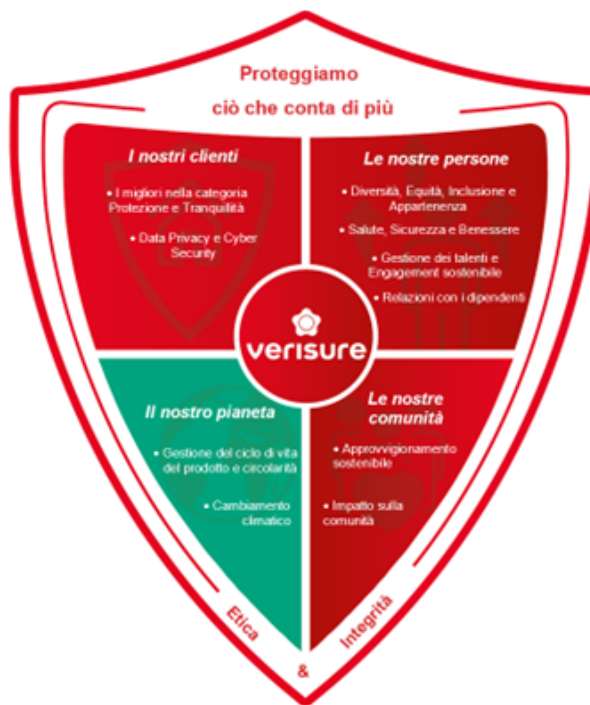 Proteggiamo
ciò che conta di più
I nostri clienti
• I migliori nella categoria
Protezione e Tranquilità
• Data Privacy e Cyber
Security
Le nostre persone
• Diversità, Equità, Inclusione e
Appartenenza
• Salute, Sicurezza e Benessere
• Gestione dei talenti e
Engagement sostenibile
• Relazioni con i dipendenti
verisure
Il nostro pianeta
• Gestione del ciclo di vita
del prodotto e circolarità
• Cambiamento
climatico
Le nostre
comunità
• Approvvigionamento
sostenibile
• Impatto sulla
comunità
Etica
&
Integrità